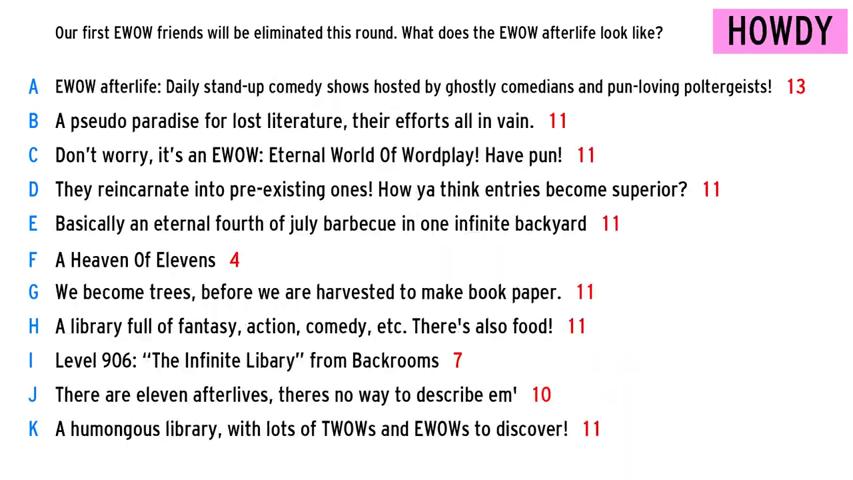 Our first EWOW friends will be eliminated this round. What does the EWOW afterlife look like?
HOWDY
A EWOW afterlife: Daily stand-up comedy shows hosted by ghostly comedians and pun-loving poltergeists! 13
B A pseudo paradise for lost literature, their efforts all in vain. 11
C Don't worry, it's an EWOW: Eternal World Of Wordplay! Have pun! 11
D They reincarnate into pre-existing ones! How ya think entries become superior? 11
E Basically an eternal fourth of july barbecue in one infinite backyard 11
F A Heaven Of Elevens 4
G We become trees, before we are harvested to make book paper. 11
H A library full of fantasy, action, comedy, etc. There's also food! 11
I Level 906: “The Infinite Libary” from Backrooms 7
J There are eleven afterlives, theres no way to describe em' 10
K A humongous library, with lots of TWOWs and EWOWs to discover! 11